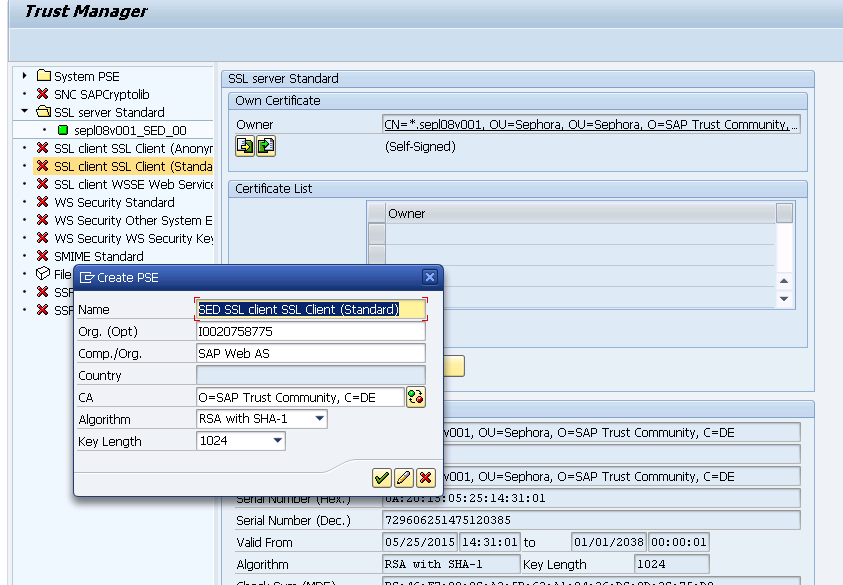 Trust Manager
System PSE
SNC SAPCryptolib
SSL server Standard
sepl08v001_SED_00
SSL client SSL Client (Anonyr
SSL client SSL Client (Standa
SSL client WSSE Web Service
WS Security Standard
WS Security Other System E
WS Security WS Security Key
SMIME Standard
File
SSF
SSF
SSL server Standard
Own Certificate
Owner CN=*.sepl08v001, OU=Sephora, OU=Sephora, O=SAP Trust Community, ...
(Self-Signed)
Certificate List
Owner
Create PSE
Name SED SSL client SSL Client (Standard)
Org. (Opt) I0020758775
Comp./Org. SAP Web AS
Country
CA O=SAP Trust Community, C=DE
Algorithm RSA with SHA-1
Key Length 1024
v001, OU=Sephora, O=SAP Trust Community, C=DE
v001, OU=Sephora, O=SAP Trust Community, C=DE
Serial Number (Hex.) 0A:20:15:05:25:14:31:01
Serial Number (Dec.) 729606251475120385
Valid From 05/25/2015 14:31:01 to 01/01/2038 00:00:01
Algorithm RSA with SHA-1 Key Length 1024
Check Sum (MD5)